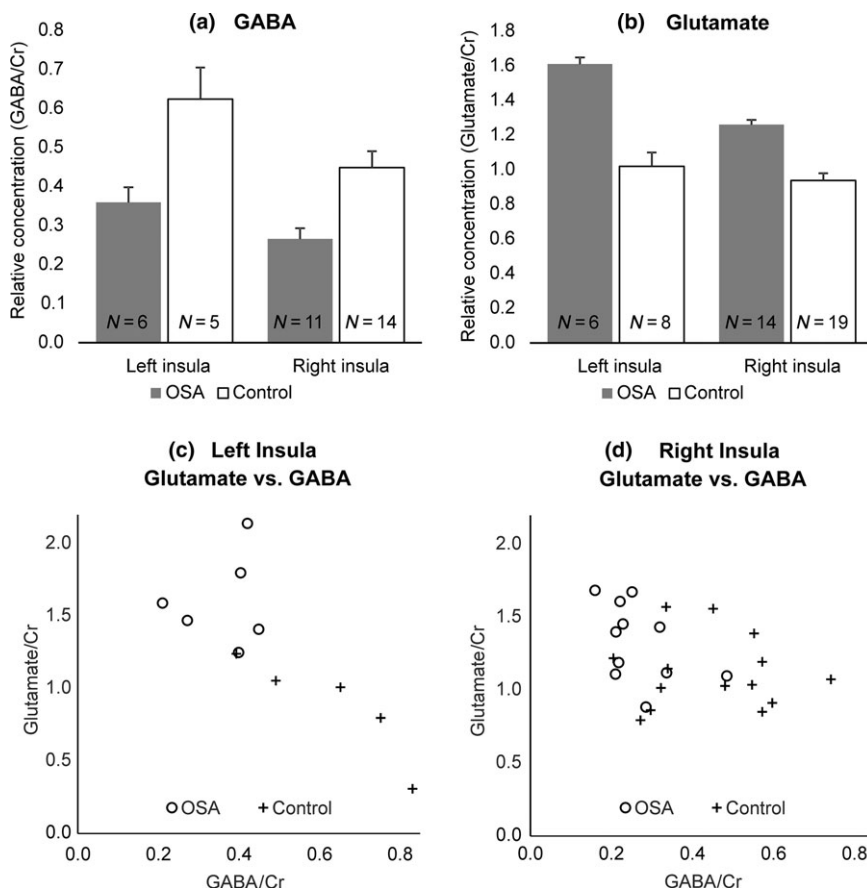 (a) GABA
Relative concentration (GABA/Cr)
0.8
0.7
0.6
0.5
0.4
0.3
0.2
0.1
0.0
N = 6
N = 5
N = 11
N = 14
Left insula
Right insula
OSA
Control
(b) Glutamate
Relative concentration (Glutamate/Cr)
1.8
1.6
1.4
1.2
1.0
0.8
0.6
0.4
0.2
0.0
N = 6
N = 8
N = 14
N = 19
Left insula
Right insula
OSA
Control
(c) Left Insula
Glutamate vs. GABA
Glutamate/Cr
2.0
1.5
1.0
0.5
0.0
OSA
Control
0.0 0.2 0.4 0.6 0.8
GABA/Cr
(d) Right Insula
Glutamate vs. GABA
Glutamate/Cr
2.0
1.5
1.0
0.5
0.0
OSA
Control
0.0 0.2 0.4 0.6 0.8
GABA/Cr